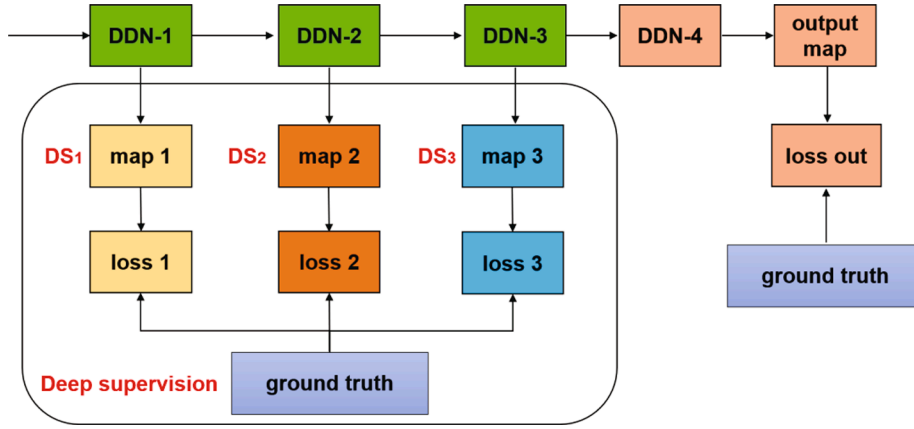 DDN-1
DDN-2
DDN-3
DDN-4
output
map
DS1
map 1
DS2
map 2
DS3
map 3
loss out
loss 1
loss 2
loss 3
ground truth
Deep supervision
ground truth